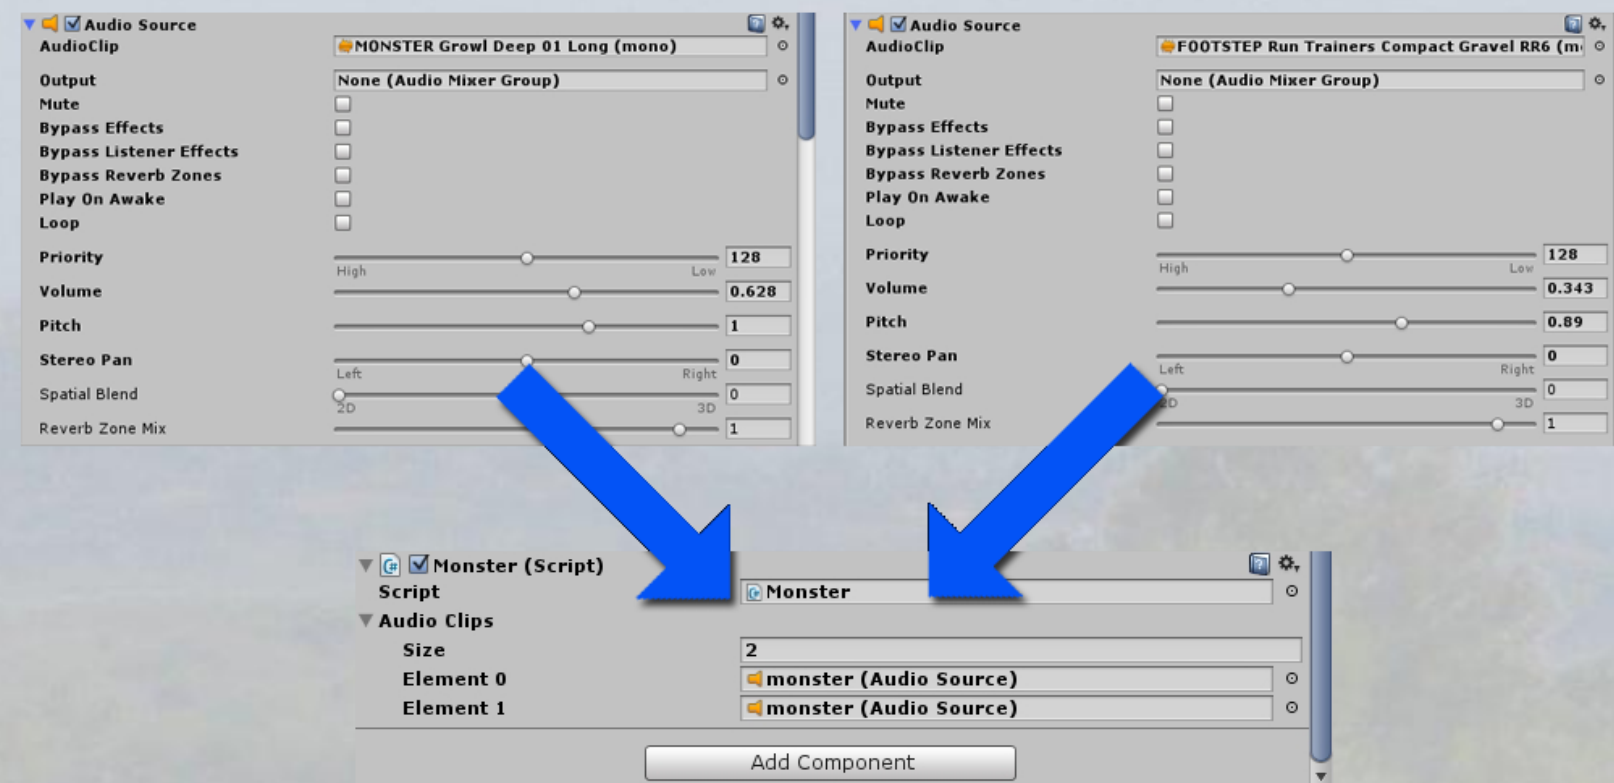 Audio Source
AudioClip MONSTER Growl Deep 01 Long (mono)
Output None (Audio Mixer Group)
Mute
Bypass Effects
Bypass Listener Effects
Bypass Reverb Zones
Play On Awake
Loop
Priority 128
High Low
Volume 0.628
Pitch 1
Stereo Pan 0
Left Right
Spatial Blend 0
2D 3D
Reverb Zone Mix 1
Audio Source
AudioClip FOOTSTEP Run Trainers Compact Gravel RR6 (m
Output None (Audio Mixer Group)
Mute
Bypass Effects
Bypass Listener Effects
Bypass Reverb Zones
Play On Awake
Loop
Priority 128
High Low
Volume 0.343
Pitch 0.89
Stereo Pan 0
Left Right
Spatial Blend 0
3D
Reverb Zone Mix 1
Monster (Script)
Script Monster
Audio Clips
Size 2
Element 0 monster (Audio Source)
Element 1 monster (Audio Source)
Add Component